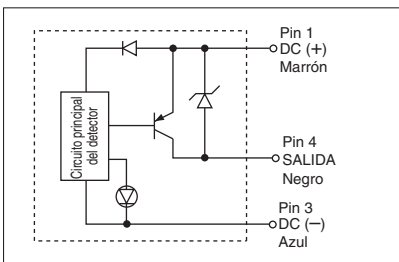 Pin 1
DC (+)
Marrón
Circuito principal
del detector
Pin 4
SALIDA
Negro
Pin 3
DC (−)
Azul